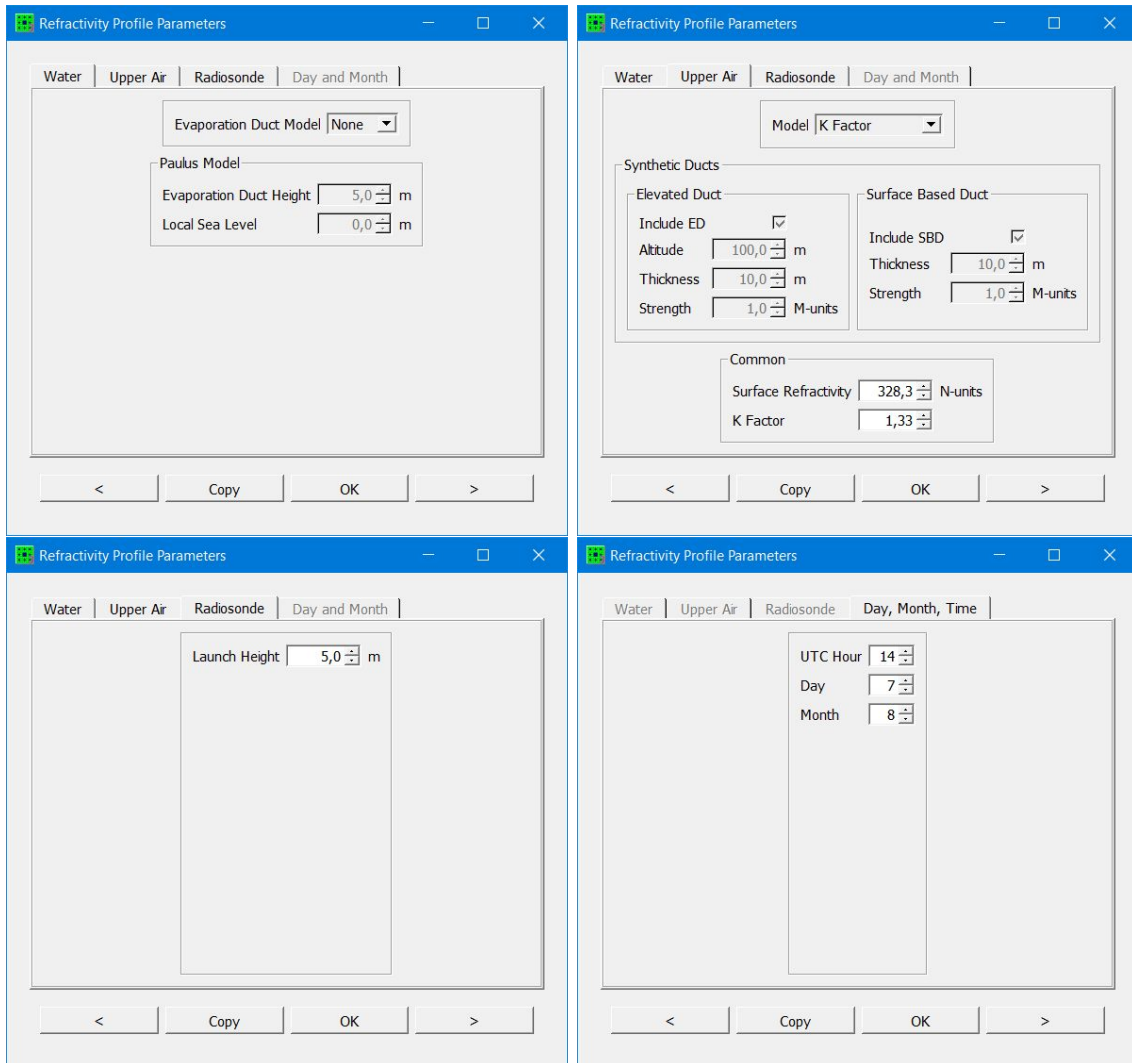 Refractivity Profile Parameters
Water Upper Air Radiosonde Day and Month
Evaporation Duct Model None
Paulus Model
Evaporation Duct Height 5,0 m
Local Sea Level 0,0 m
< Copy OK >
Refractivity Profile Parameters
Water Upper Air Radiosonde Day and Month
Model K Factor
Synthetic Ducts
Elevated Duct
Include ED
Altitude 100,0 m
Thickness 10,0 m
Strength 1,0 M-units
Surface Based Duct
Include SBD
Thickness 10,0 m
Strength 1,0 M-units
Common
Surface Refractivity 328,3 N-units
K Factor 1,33
< Copy OK >
Refractivity Profile Parameters
Water Upper Air Radiosonde Day and Month
Launch Height 5,0 m
< Copy OK >
Refractivity Profile Parameters
Water Upper Air Radiosonde Day, Month, Time
UTC Hour 14
Day 7
Month 8
< Copy OK >